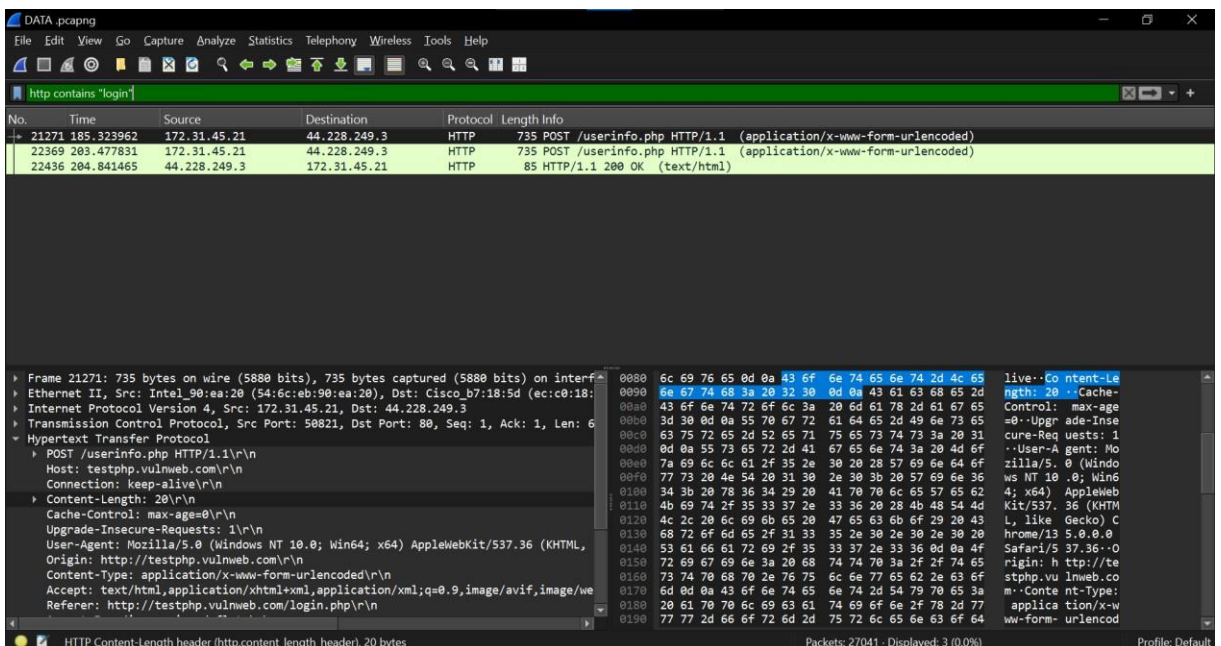 DATA .pcapng
File Edit View Go Capture Analyze Statistics Telephony Wireless Tools Help
http contains "login"
No. Time Source Destination Protocol Length Info
21271 185.323962 172.31.45.21 44.228.249.3 HTTP 735 POST /userinfo.php HTTP/1.1 (application/x-www-form-urlencoded)
22369 203.477831 172.31.45.21 44.228.249.3 HTTP 735 POST /userinfo.php HTTP/1.1 (application/x-www-form-urlencoded)
22436 204.841465 44.228.249.3 172.31.45.21 HTTP 85 HTTP/1.1 200 OK (text/html)
Frame 21271: 735 bytes on wire (5880 bits), 735 bytes captured (5880 bits) on interf
Ethernet II, Src: Intel_90:ea:20 (54:6c:eb:90:ea:20), Dst: Cisco_b7:18:5d (ec:c0:18:
Internet Protocol Version 4, Src: 172.31.45.21, Dst: 44.228.249.3
Transmission Control Protocol, Src Port: 50821, Dst Port: 80, Seq: 1, Ack: 1, Len: 6
Hypertext Transfer Protocol
POST /userinfo.php HTTP/1.1\r\n
Host: testphp.vulnweb.com\r\n
Connection: keep-alive\r\n
Content-Length: 20\r\n
Cache-Control: max-age=0\r\n
Upgrade-Insecure-Requests: 1\r\n
User-Agent: Mozilla/5.0 (Windows NT 10.0; Win64; x64) AppleWebKit/537.36 (KHTML,
Origin: http://testphp.vulnweb.com\r\n
Content-Type: application/x-www-form-urlencoded\r\n
Accept: text/html,application/xhtml+xml,application/xml;q=0.9,image/avif,image/we
Referer: http://testphp.vulnweb.com/login.php\r\n
0080 6c 69 76 65 0d 0a 43 6f 6e 74 65 6e 74 2d 4c 65 live··Co ntent-Le
0090 6e 67 74 68 3a 20 32 30 0d 0a 43 61 63 68 65 2d ngth: 20 ··Cache-
00a0 43 6f 6e 74 72 6f 6c 3a 20 6d 61 78 2d 61 67 65 Control: max-age
00b0 3d 30 0d 0a 55 70 67 72 61 64 65 2d 49 6e 73 65 =0··Upgr ade-Inse
00c0 63 75 72 65 2d 52 65 71 75 65 73 74 73 3a 20 31 cure-Req uests: 1
00d0 0d 0a 55 73 65 72 2d 41 67 65 6e 74 3a 20 4d 6f ··User-A gent: Mo
00e0 7a 69 6c 6c 61 2f 35 2e 30 20 28 57 69 6e 64 6f zilla/5. 0 (Windo
00f0 77 73 20 4e 54 20 31 30 2e 30 3b 20 57 69 6e 36 ws NT 10 .0; Win6
0100 34 3b 20 78 36 34 29 20 41 70 70 6c 65 57 65 62 4; x64) AppleWeb
0110 4b 69 74 2f 35 33 37 2e 33 36 20 28 4b 48 54 4d Kit/537. 36 (KHTM
0120 4c 2c 20 6c 69 6b 65 20 47 65 63 6b 6f 29 20 43 L, like Gecko) C
0130 68 72 6f 6d 65 2f 31 33 35 2e 30 2e 30 2e 30 20 hrome/13 5.0.0.0
0140 53 61 66 61 72 69 2f 35 33 37 2e 33 36 0d 0a 4f Safari/5 37.36··O
0150 72 69 67 69 6e 3a 20 68 74 74 70 3a 2f 2f 74 65 rigin: h ttp://te
0160 73 74 70 68 70 2e 76 75 6c 6e 77 65 62 2e 63 6f stphp.vu lnweb.co
0170 6d 0d 0a 43 6f 6e 74 65 6e 74 2d 54 79 70 65 3a m··Conte nt-Type:
0180 20 61 70 70 6c 69 63 61 74 69 6f 6e 2f 78 2d 77 applica tion/x-w
0190 77 77 2d 66 6f 72 6d 2d 75 72 6c 65 6e 63 6f 64 ww-form- urlencod
HTTP Content-Length header (http.content_length_header), 20 bytes Packets: 27041 · Displayed: 3 (0.0%) Profile: Default